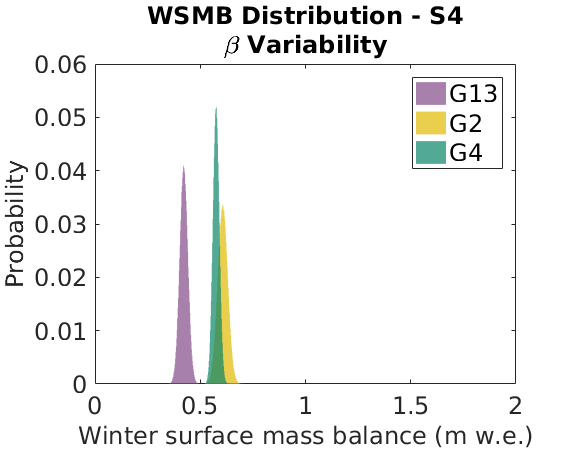 WSMB Distribution - S4
β Variability
0.06
0.05
0.04
0.03
0.02
0.01
0
Probability
G13
G2
G4
0
0.5
1
1.5
2
Winter surface mass balance (m w.e.)